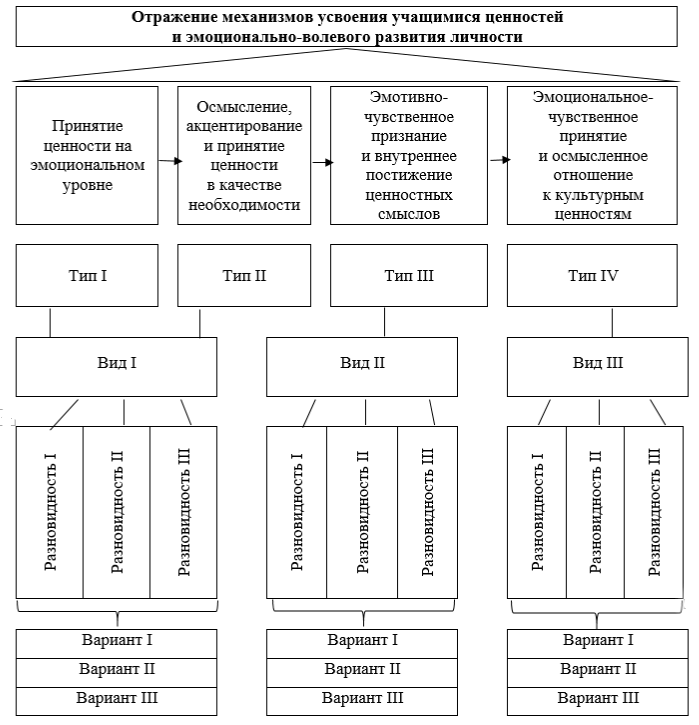 Отражение механизмов усвоения учащимися ценностей
и эмоционально-волевого развития личности
Принятие
ценности на
эмоциональном
уровне
Осмысление,
акцентирование
и принятие
ценности
в качестве
необходимости
Эмотивно-
чувственное
признание
и внутреннее
постижение
ценностных
смыслов
Эмоциональное-
чувственное
принятие
и осмысленное
отношение
к культурным
ценностям
Тип I
Тип II
Тип III
Тип IV
Вид I
Вид II
Вид III
Разновидность I
Разновидность II
Разновидность III
Разновидность I
Разновидность II
Разновидность III
Разновидность I
Разновидность II
Разновидность III
Вариант I
Вариант II
Вариант III
Вариант I
Вариант II
Вариант III
Вариант I
Вариант II
Вариант III